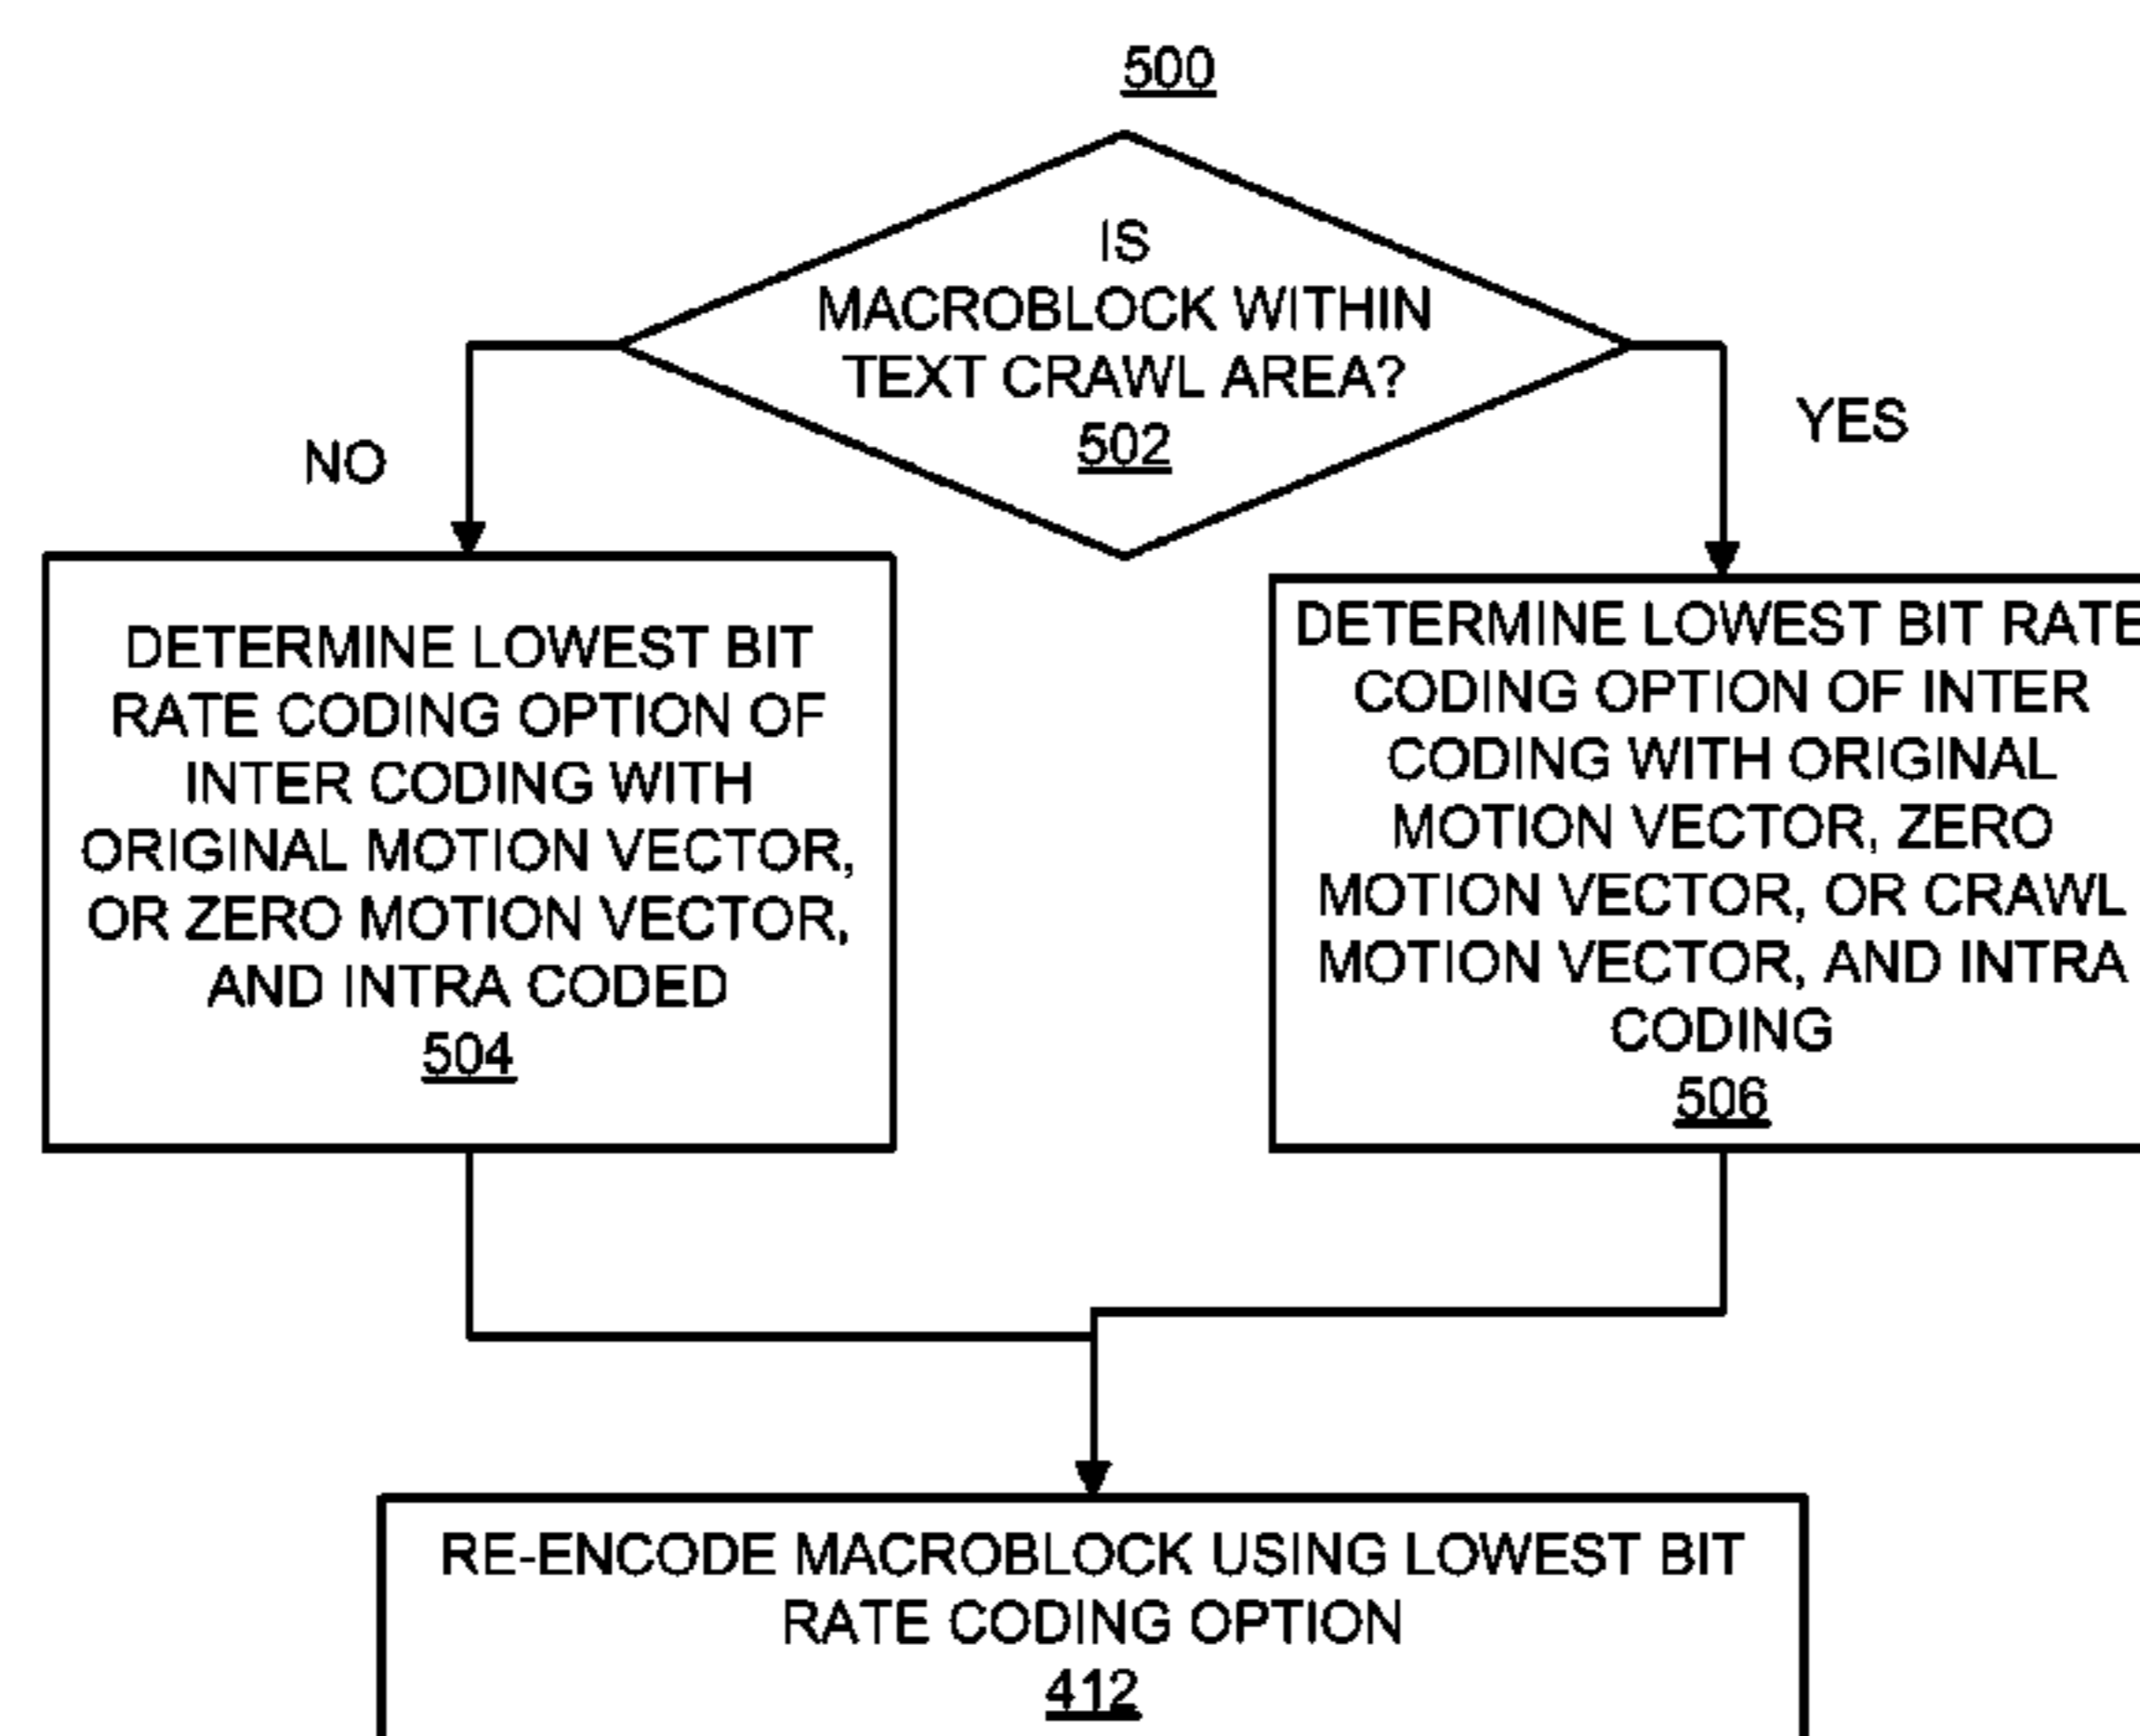 500
IS
MACROBLOCK WITHIN
TEXT CRAWL AREA?
502
NO
YES
DETERMINE LOWEST BIT
RATE CODING OPTION OF
INTER CODING WITH
ORIGINAL MOTION VECTOR,
OR ZERO MOTION VECTOR,
AND INTRA CODED
504
DETERMINE LOWEST BIT RATE
CODING OPTION OF INTER
CODING WITH ORIGINAL
MOTION VECTOR, ZERO
MOTION VECTOR, OR CRAWL
MOTION VECTOR, AND INTRA
CODING
506
RE-ENCODE MACROBLOCK USING LOWEST BIT
RATE CODING OPTION
412